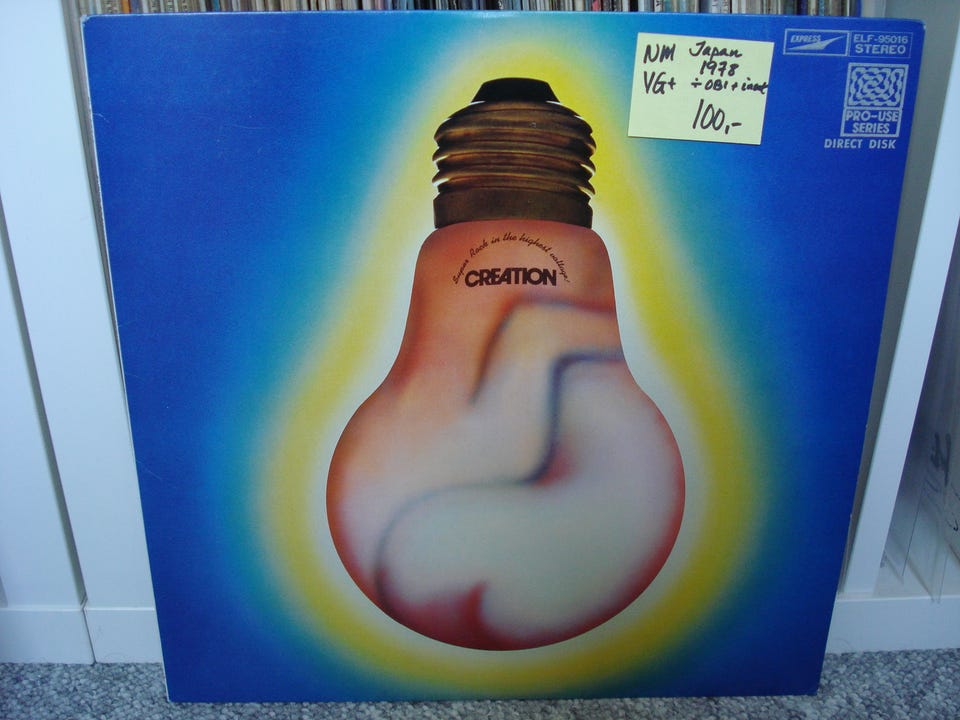 NM Japan
1978
VG+ ÷ OBI + insert
100,-
EXPRESS
ELF-95016
STEREO
PRO-USE
SERIES
DIRECT DISK
Super Rock in the highest voltage!
CREATION